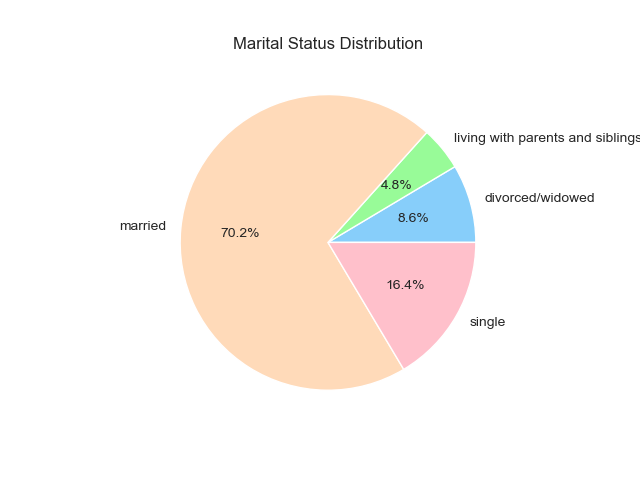 Marital Status Distribution
living with parents and siblings
4.8%
divorced/widowed
8.6%
married
70.2%
16.4%
single